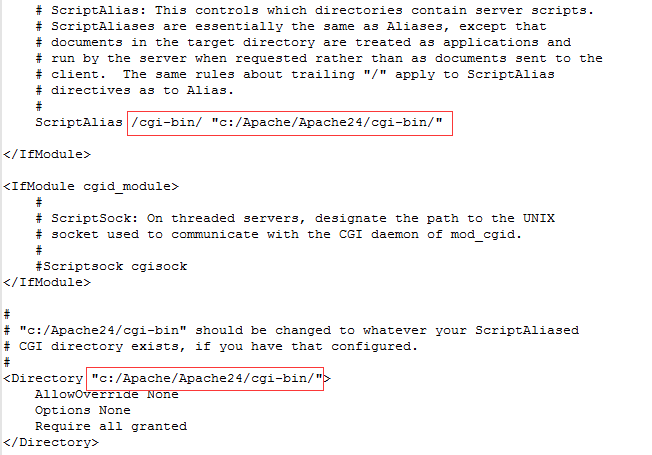 # ScriptAlias: This controls which directories contain server scripts.
# ScriptAliases are essentially the same as Aliases, except that
# documents in the target directory are treated as applications and
# run by the server when requested rather than as documents sent to the
# client.  The same rules about trailing "/" apply to ScriptAlias
# directives as to Alias.
#
ScriptAlias /cgi-bin/ "c:/Apache/Apache24/cgi-bin/"
</IfModule>
<IfModule cgid_module>
#
# ScriptSock: On threaded servers, designate the path to the UNIX
# socket used to communicate with the CGI daemon of mod_cgid.
#
#Scriptsock cgisock
</IfModule>
#
# "c:/Apache24/cgi-bin" should be changed to whatever your ScriptAliased
# CGI directory exists, if you have that configured.
#
<Directory "c:/Apache/Apache24/cgi-bin/">
AllowOverride None
Options None
Require all granted
</Directory>